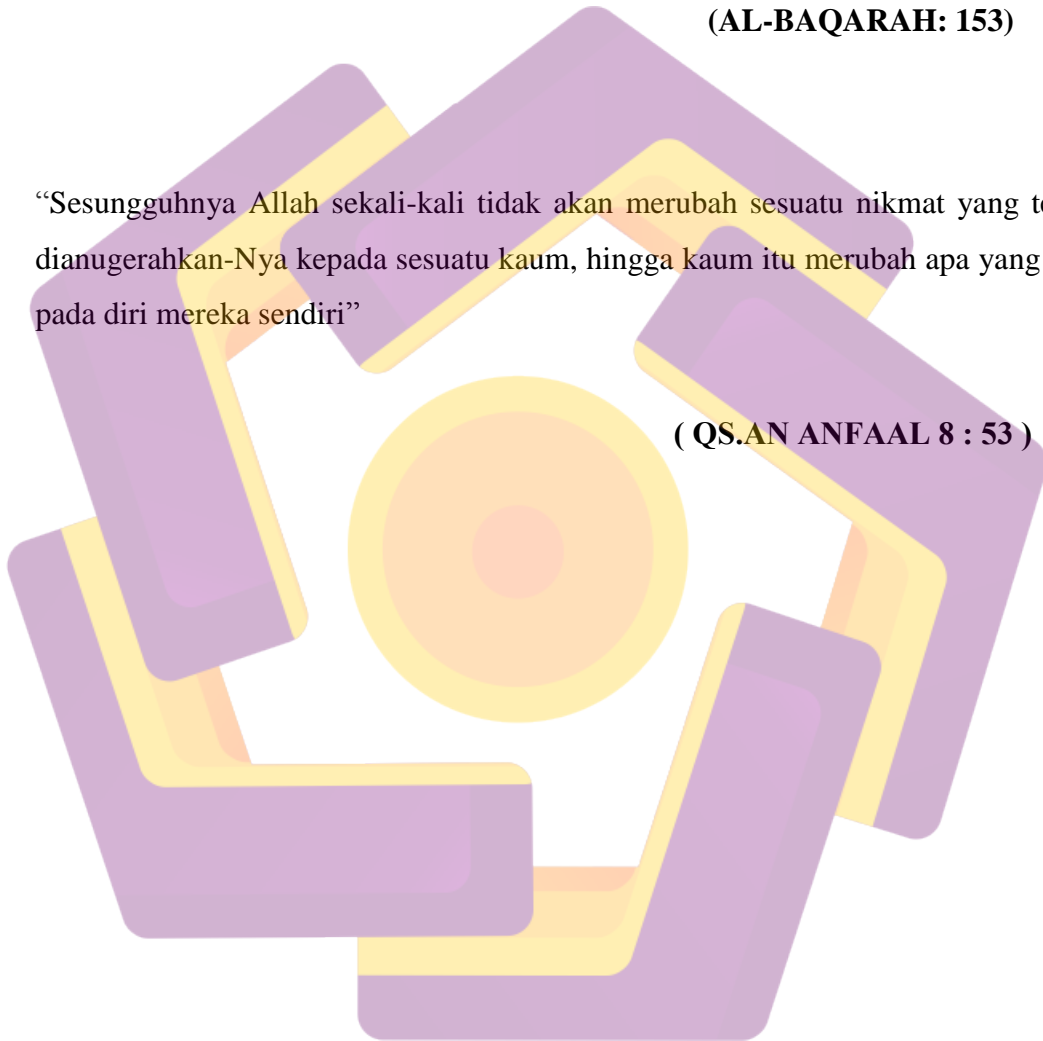 (AL-BAQARAH: 153)
“Sesungguhnya Allah sekali-kali tidak akan merubah sesuatu nikmat yang
dianugerahkan-Nya kepada sesuatu kaum, hingga kaum itu merubah apa yang
pada diri mereka sendiri”
( QS.AN ANFAAL 8 : 53 )